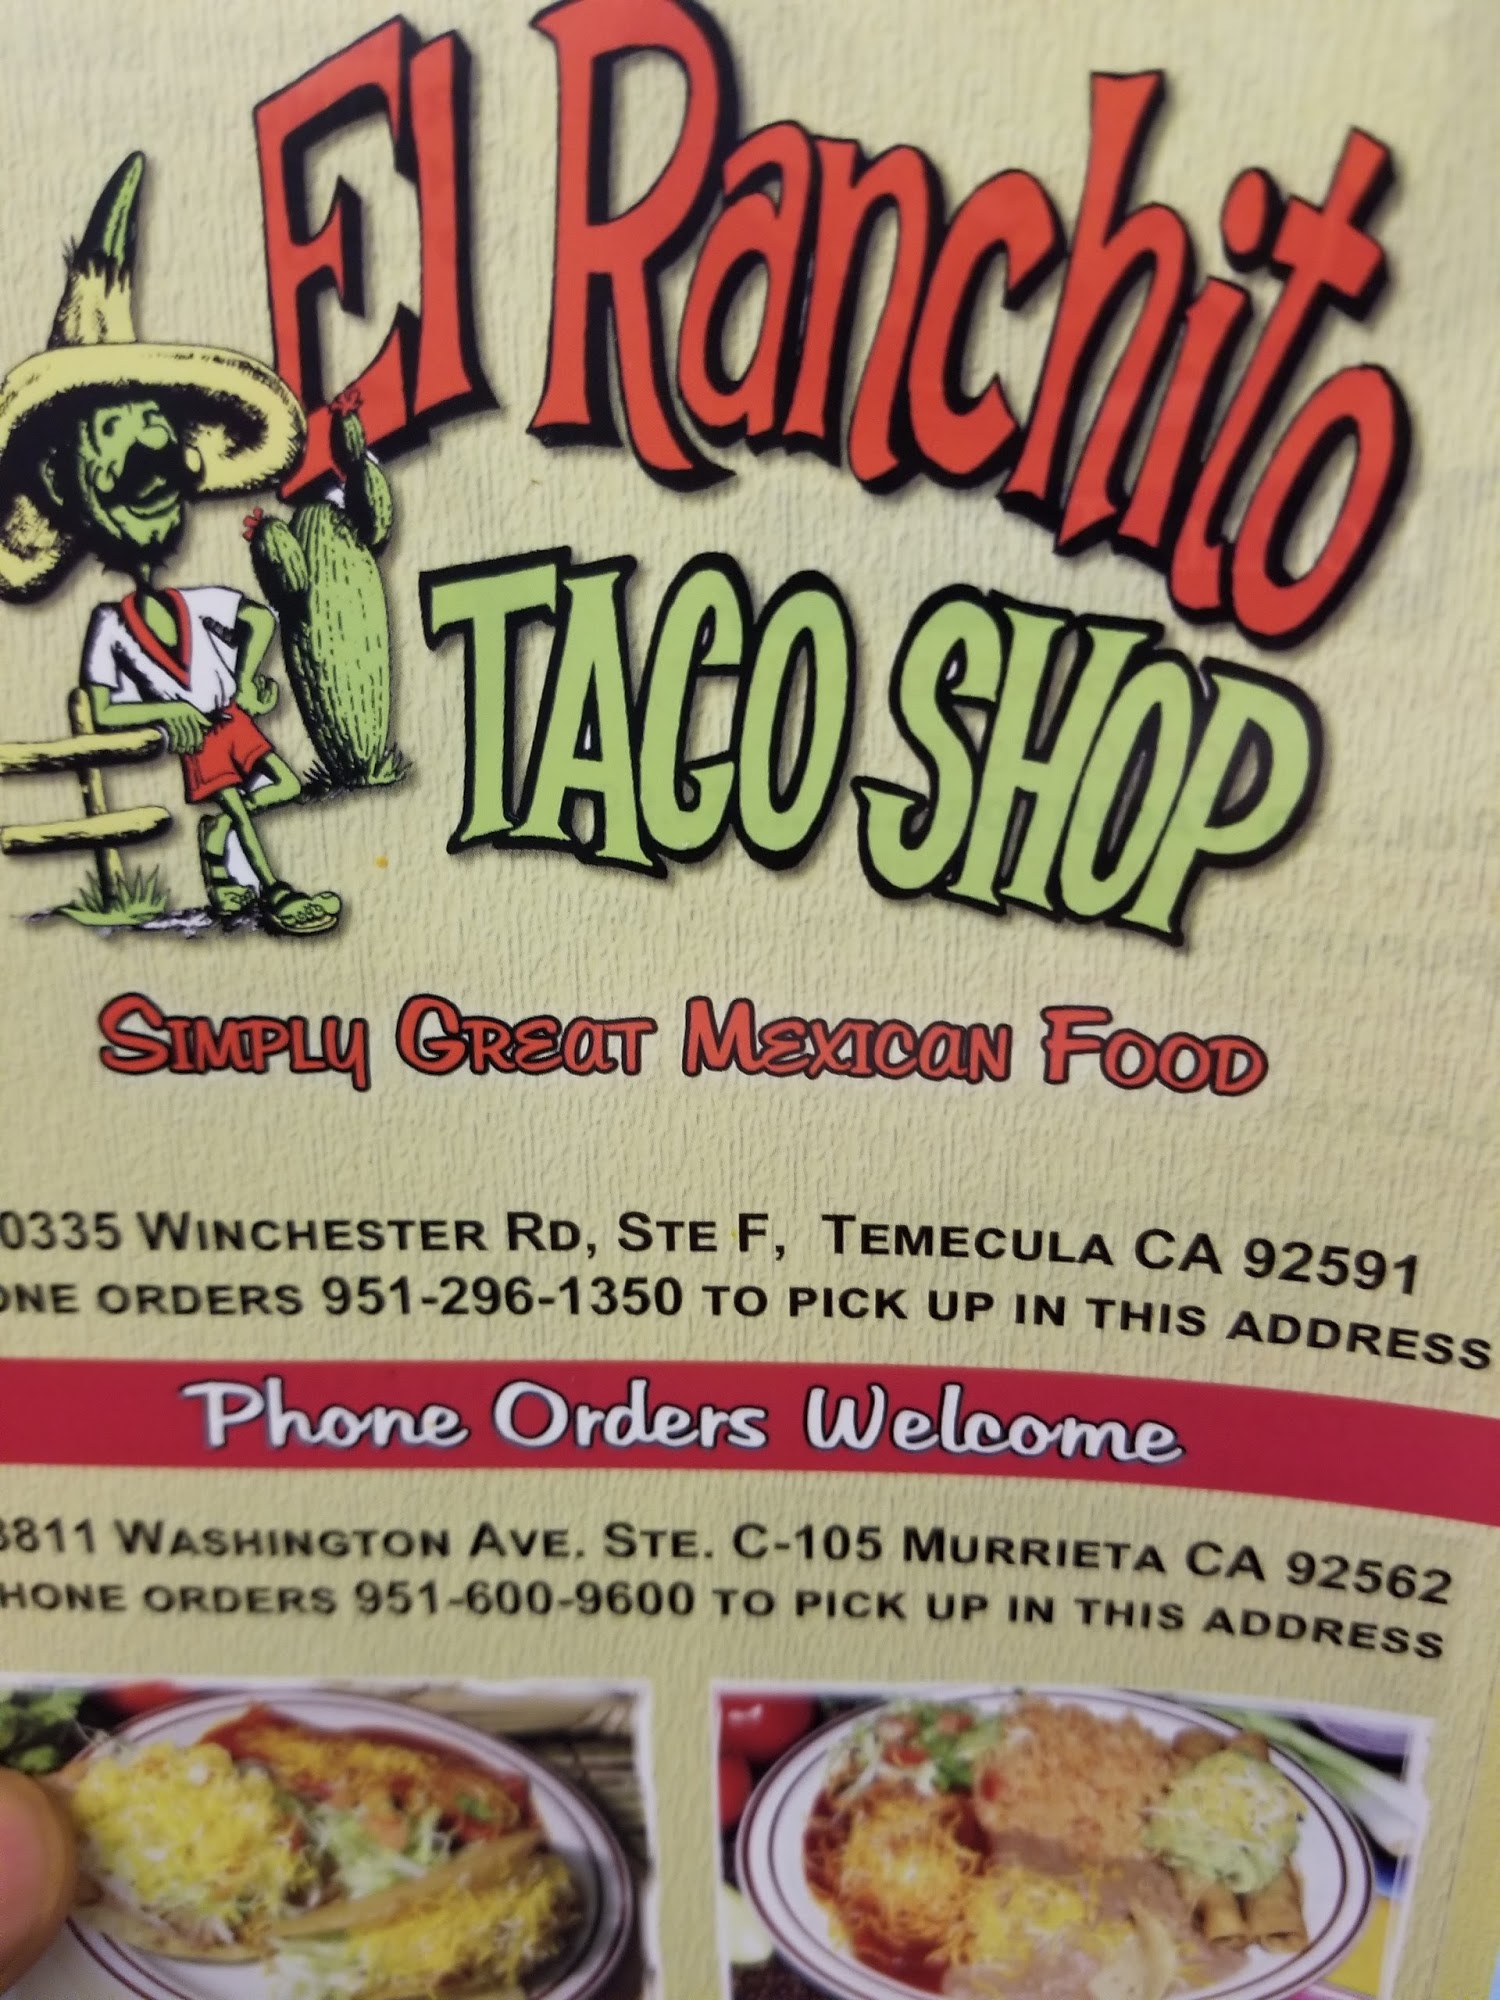 El Ranchito
TACO SHOP
SIMPLY GREAT MEXICAN FOOD
0335 WINCHESTER RD, STE F, TEMECULA CA 92591
ONE ORDERS 951-296-1350 TO PICK UP IN THIS ADDRESS
Phone Orders Welcome
3811 WASHINGTON AVE. STE. C-105 MURRIETA CA 92562
HONE ORDERS 951-600-9600 TO PICK UP IN THIS ADDRESS